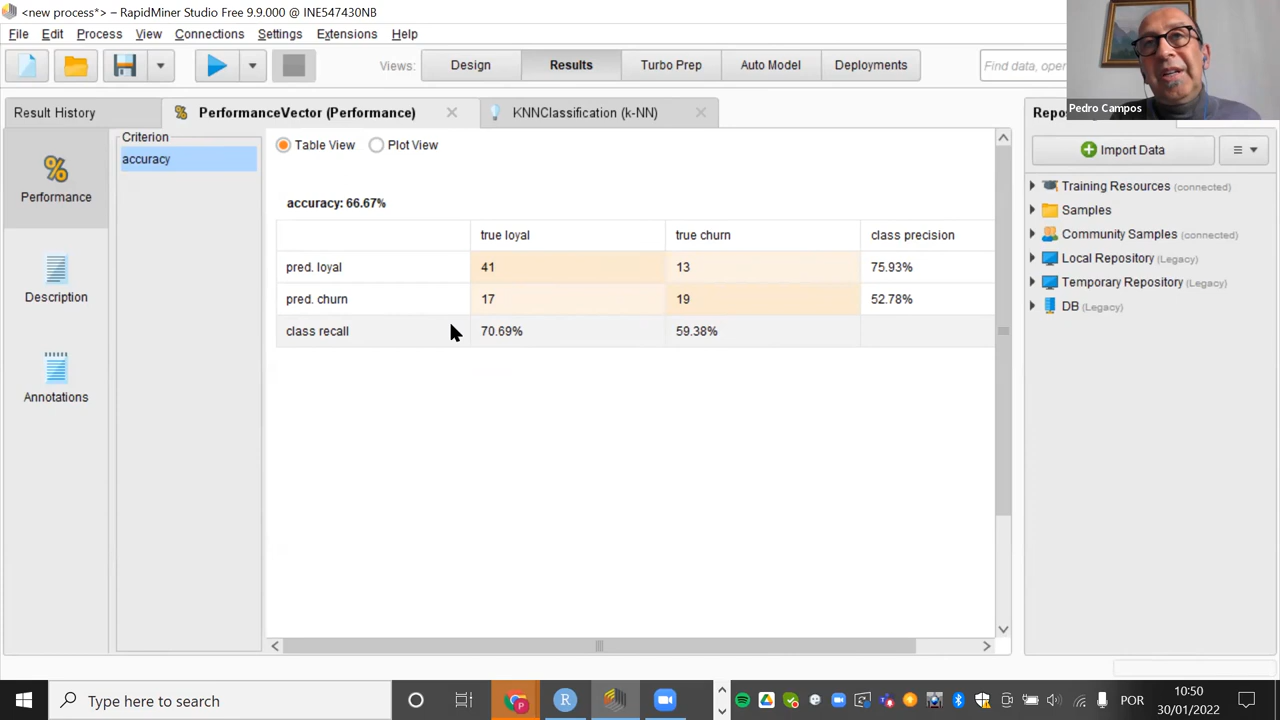 <new process*> – RapidMiner Studio Free 9.9.000 @ INE547430NB
File Edit Process View Connections Settings Extensions Help
Views: Design Results Turbo Prep Auto Model Deployments Find data, oper
Pedro Campos
Result History PerformanceVector (Performance) KNNClassification (k-NN) Repo
Criterion
accuracy
Table View Plot View
Import Data
% Performance
accuracy: 66.67%
true loyal true churn class precision
pred. loyal 41 13 75.93%
pred. churn 17 19 52.78%
class recall 70.69% 59.38%
Description
Annotations
Training Resources (connected)
Samples
Community Samples (connected)
Local Repository (Legacy)
Temporary Repository (Legacy)
DB (Legacy)
Type here to search
R
P
POR
10:50
30/01/2022